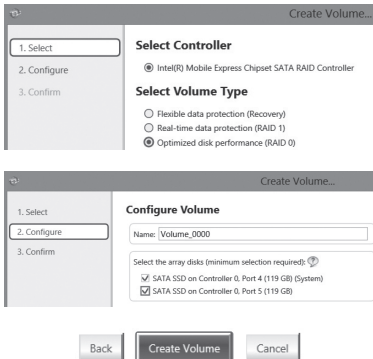 Create Volume...
1. Select
2. Configure
3. Confirm
Select Controller
Intel(R) Mobile Express Chipset SATA RAID Controller
Select Volume Type
Flexible data protection (Recovery)
Real-time data protection (RAID 1)
Optimized disk performance (RAID 0)
Create Volume...
1. Select
2. Configure
3. Confirm
Configure Volume
Name: Volume_0000
Select the array disks (minimum selection required): ?
SATA SSD on Controller 0, Port 4 (119 GB) (System)
SATA SSD on Controller 0, Port 5 (119 GB)
Back Create Volume Cancel